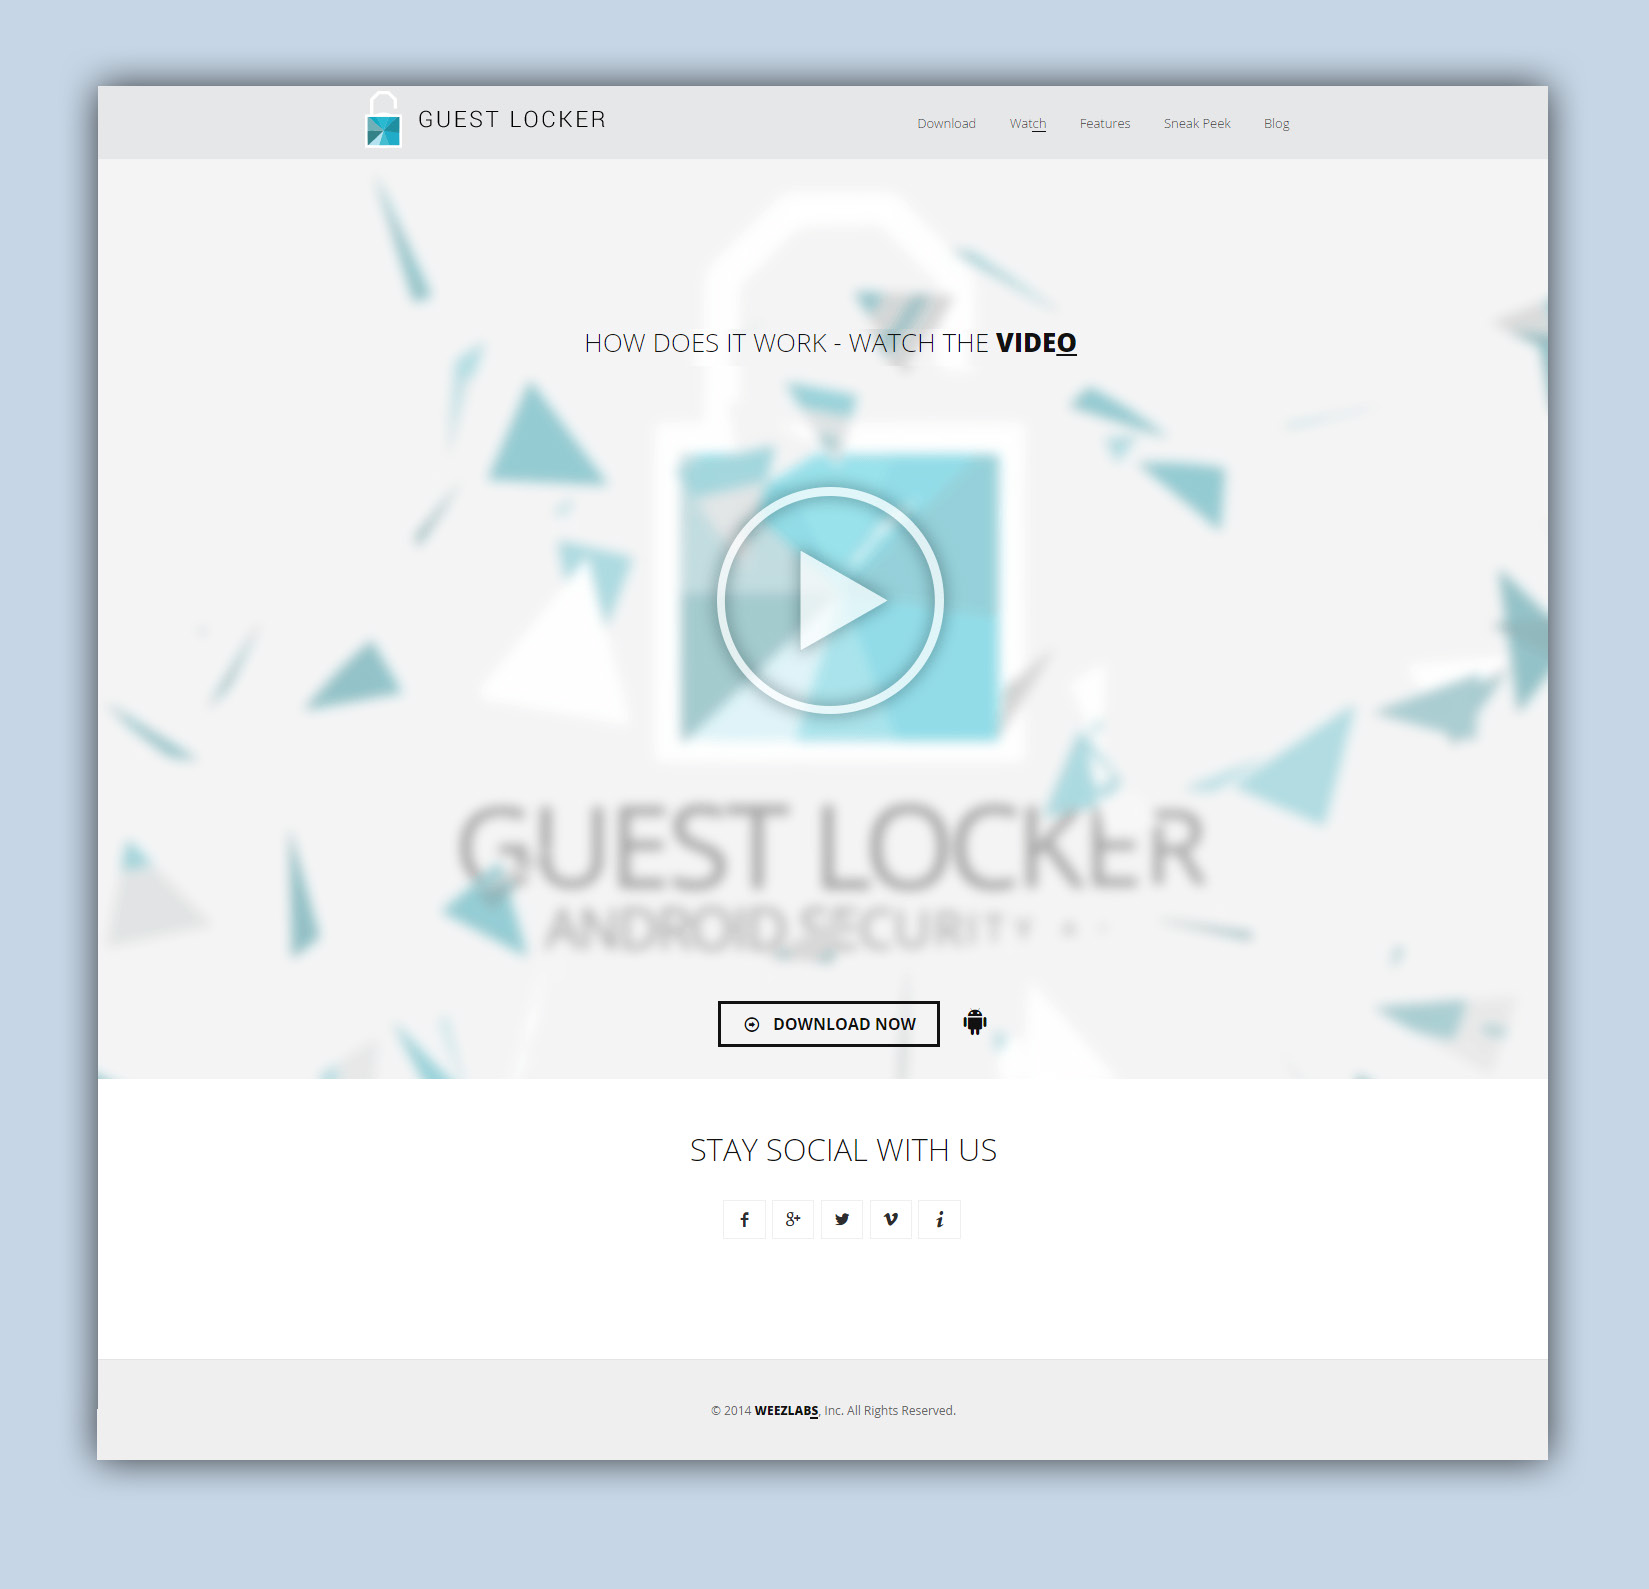 GUEST LOCKER
Download Watch Features Sneak Peek Blog
HOW DOES IT WORK - WATCH THE VIDEO
GUEST LOCKER
ANDROID SECURITY A
DOWNLOAD NOW
STAY SOCIAL WITH US
© 2014 WEEZLABS, Inc. All Rights Reserved.